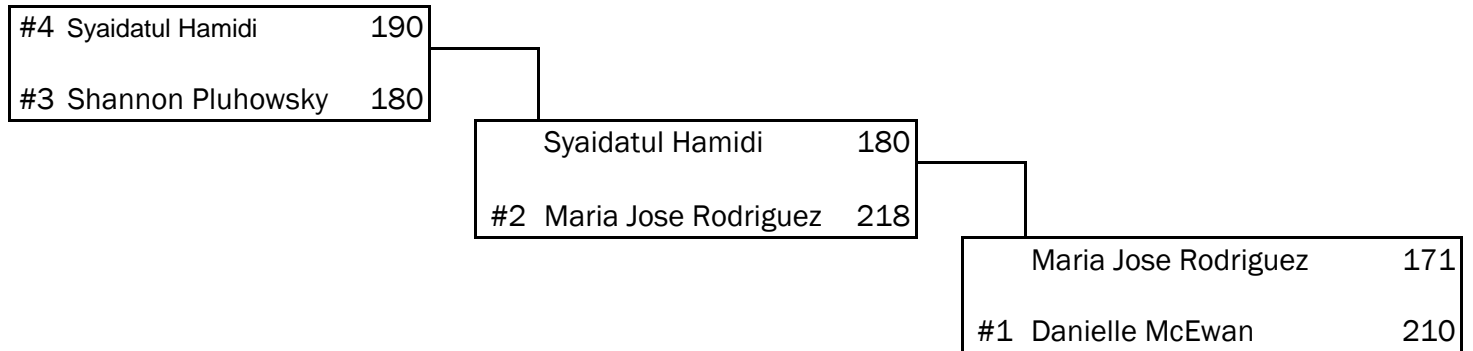 #4 Syaidatul Hamidi 190
#3 Shannon Pluhowsky 180
Syaidatul Hamidi 180
#2 Maria Jose Rodriguez 218
Maria Jose Rodriguez 171
#1 Danielle McEwan 210